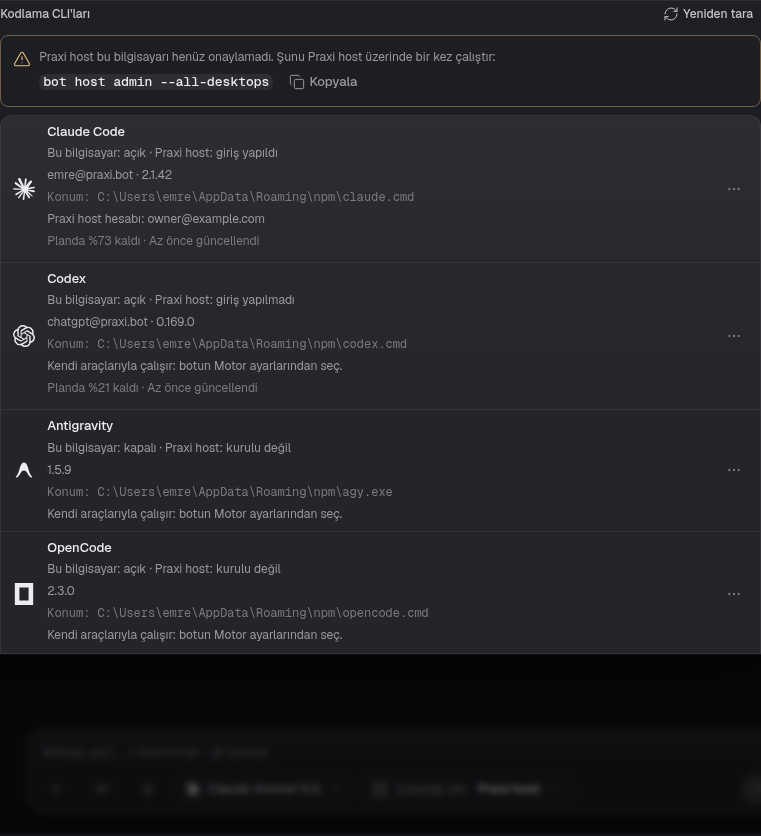 Kodlama CLI'ları
Yeniden tara
Praxi host bu bilgisayarı henüz onaylamadı. Şunu Praxi host üzerinde bir kez çalıştır:
bot host admin --all-desktops
Kopyala
Claude Code
Bu bilgisayar: açık · Praxi host: giriş yapıldı
emre@praxi.bot · 2.1.42
Konum: C:\Users\emre\AppData\Roaming\npm\claude.cmd
Praxi host hesabı: owner@example.com
Planda %73 kaldı · Az önce güncellendi
Codex
Bu bilgisayar: açık · Praxi host: giriş yapılmadı
chatgpt@praxi.bot · 0.169.0
Konum: C:\Users\emre\AppData\Roaming\npm\codex.cmd
Kendi araçlarıyla çalışır: botun Motor ayarlarından seç.
Planda %21 kaldı · Az önce güncellendi
Antigravity
Bu bilgisayar: kapalı · Praxi host: kurulu değil
1.5.9
Konum: C:\Users\emre\AppData\Roaming\npm\agy.exe
Kendi araçlarıyla çalışır: botun Motor ayarlarından seç.
OpenCode
Bu bilgisayar: açık · Praxi host: kurulu değil
2.3.0
Konum: C:\Users\emre\AppData\Roaming\npm\opencode.cmd
Kendi araçlarıyla çalışır: botun Motor ayarlarından seç.
Praxi host